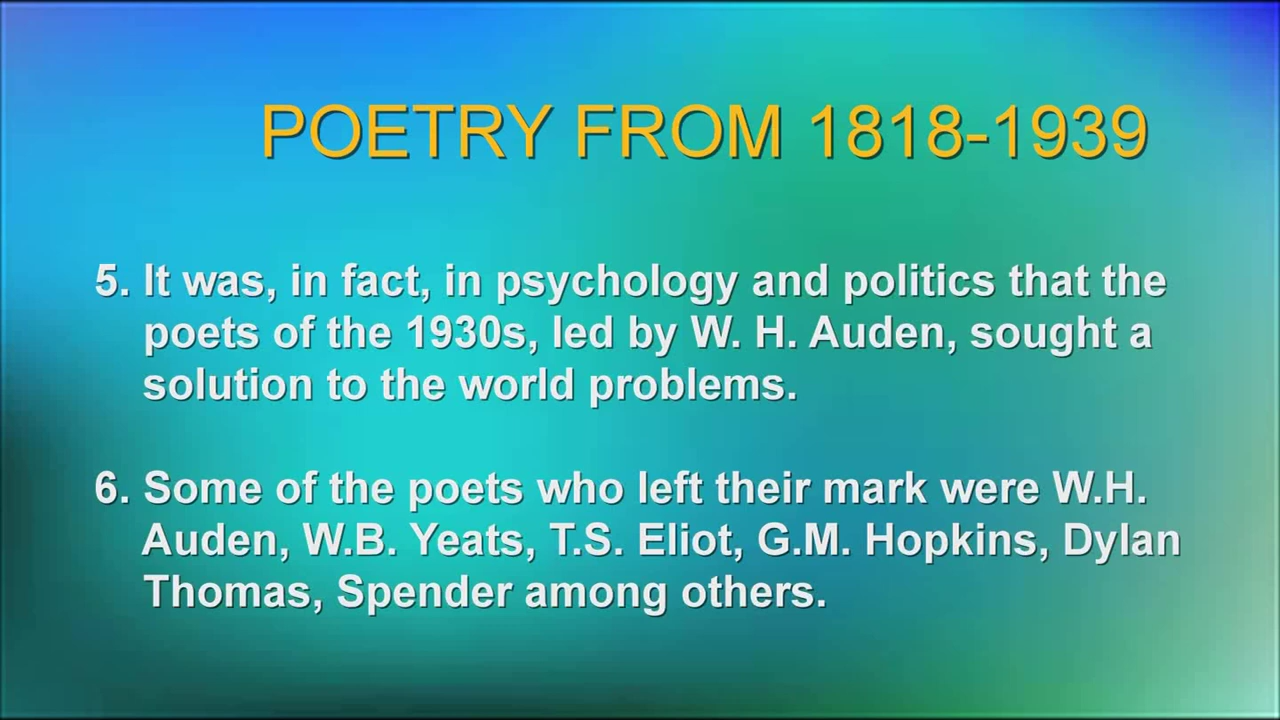 POETRY FROM 1818-1939
5. It was, in fact, in psychology and politics that the
poets of the 1930s, led by W. H. Auden, sought a
solution to the world problems.
6. Some of the poets who left their mark were W.H.
Auden, W.B. Yeats, T.S. Eliot, G.M. Hopkins, Dylan
Thomas, Spender among others.